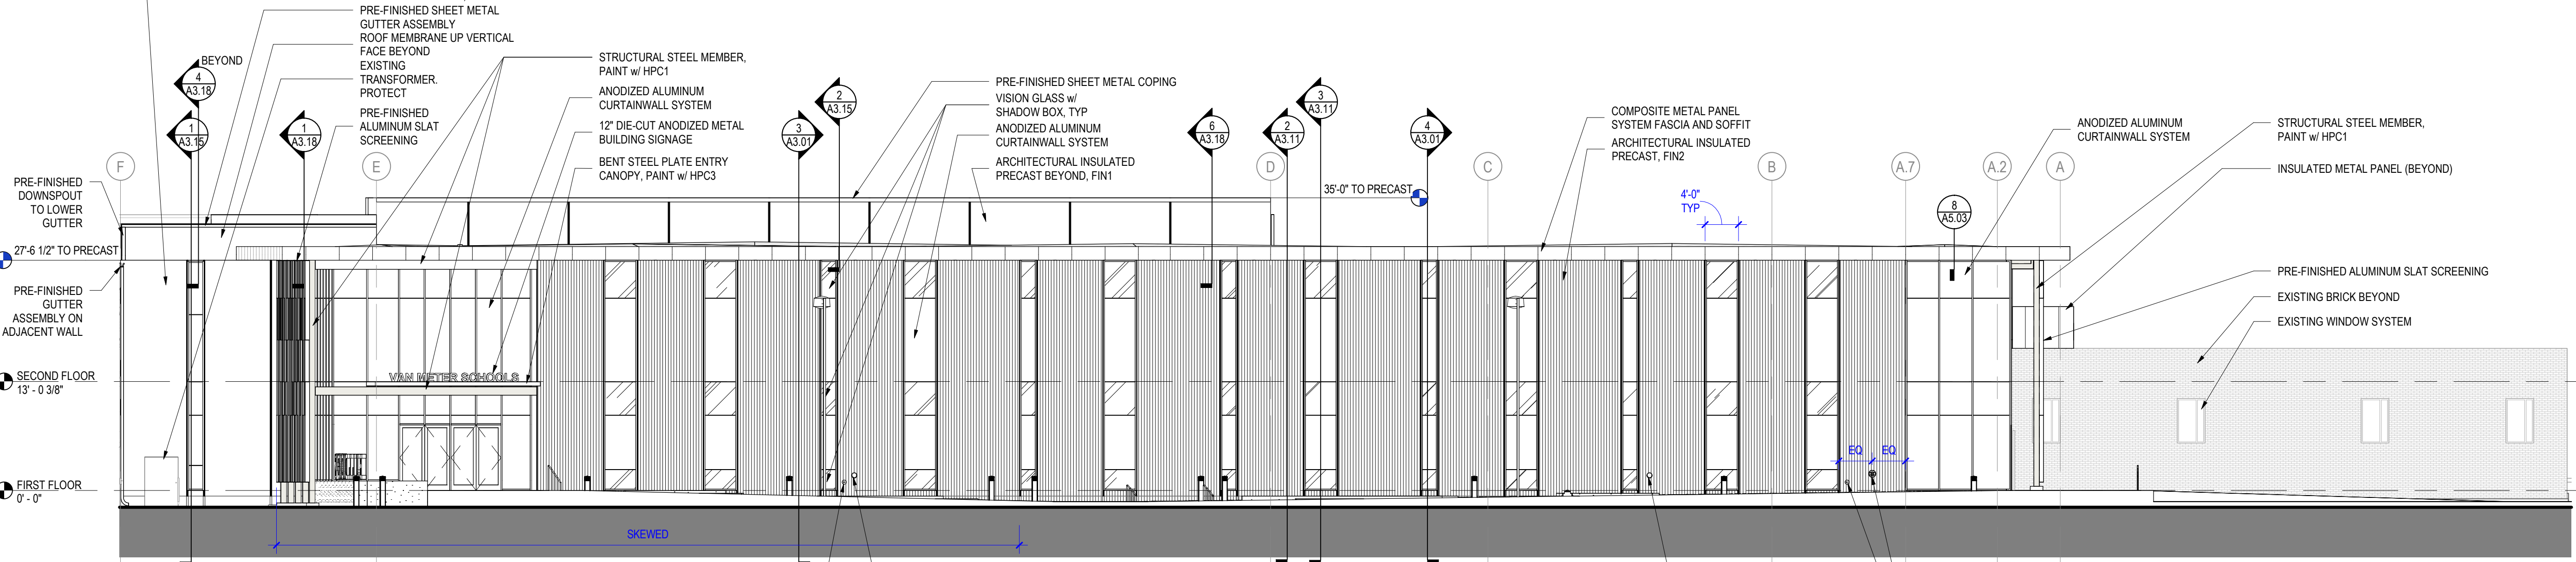 PRE-FINISHED SHEET METAL
GUTTER ASSEMBLY
ROOF MEMBRANE UP VERTICAL
FACE BEYOND
EXISTING
TRANSFORMER.
PROTECT
PRE-FINISHED
ALUMINUM SLAT
SCREENING
BEYOND
4
A3.18
1
A3.15
1
A3.18
STRUCTURAL STEEL MEMBER,
PAINT w/ HPC1
ANODIZED ALUMINUM
CURTAINWALL SYSTEM
12" DIE-CUT ANODIZED METAL
BUILDING SIGNAGE
BENT STEEL PLATE ENTRY
CANOPY, PAINT w/ HPC3
2
A3.15
3
A3.01
PRE-FINISHED SHEET METAL COPING
VISION GLASS w/
SHADOW BOX, TYP
ANODIZED ALUMINUM
CURTAINWALL SYSTEM
ARCHITECTURAL INSULATED
PRECAST BEYOND, FIN1
6
A3.18
2
A3.11
3
A3.11
4
A3.01
COMPOSITE METAL PANEL
SYSTEM FASCIA AND SOFFIT
ARCHITECTURAL INSULATED
PRECAST, FIN2
ANODIZED ALUMINUM
CURTAINWALL SYSTEM
STRUCTURAL STEEL MEMBER,
PAINT w/ HPC1
INSULATED METAL PANEL (BEYOND)
F
E
D
C
B
A.7
A.2
A
PRE-FINISHED
DOWNSPOUT
TO LOWER
GUTTER
35'-0" TO PRECAST
4'-0"
TYP
8
A5.03
27'-6 1/2" TO PRECAST
PRE-FINISHED
GUTTER
ASSEMBLY ON
ADJACENT WALL
PRE-FINISHED ALUMINUM SLAT SCREENING
EXISTING BRICK BEYOND
EXISTING WINDOW SYSTEM
SECOND FLOOR
13' - 0 3/8"
VAN METER SCHOOLS
EQ
EQ
FIRST FLOOR
0' - 0"
SKEWED